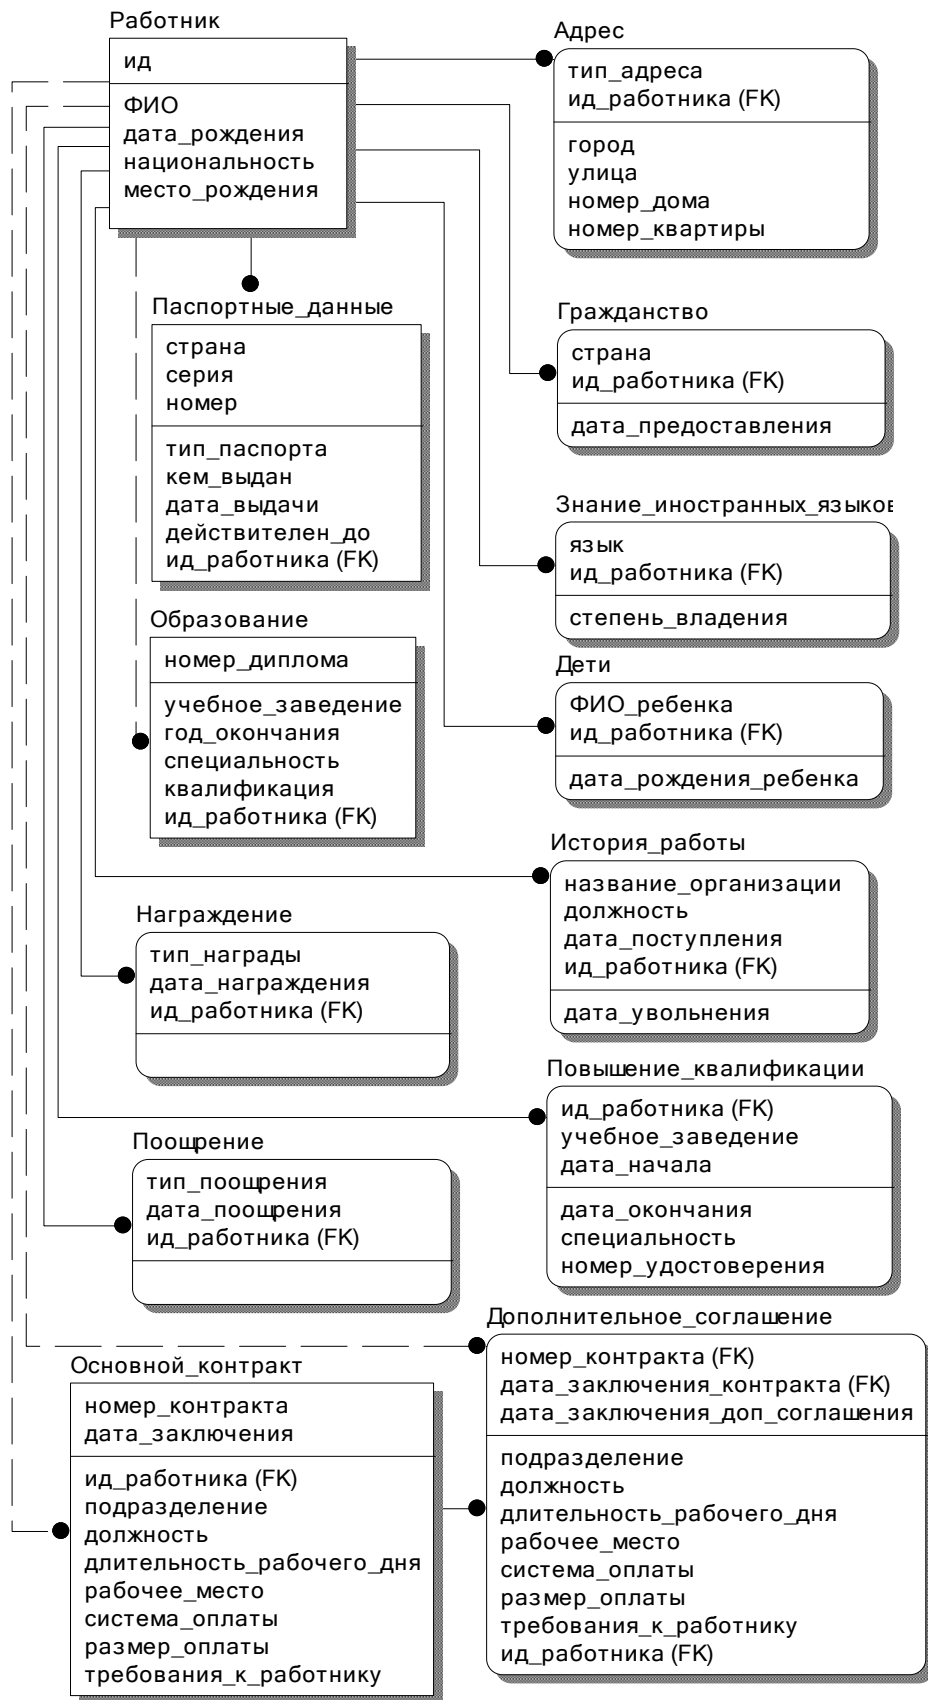 Работник
ид
ФИО
дата_рождения
национальность
место_рождения
Адрес
тип_адреса
ид_работника (FK)
город
улица
номер_дома
номер_квартиры
Паспортные_данные
страна
серия
номер
тип_паспорта
кем_выдан
дата_выдачи
действителен_до
ид_работника (FK)
Гражданство
страна
ид_работника (FK)
дата_предоставления
Знание_иностранных_языков
язык
ид_работника (FK)
степень_владения
Образование
номер_диплома
учебное_заведение
год_окончания
специальность
квалификация
ид_работника (FK)
Дети
ФИО_ребенка
ид_работника (FK)
дата_рождения_ребенка
История_работы
название_организации
должность
дата_поступления
ид_работника (FK)
дата_увольнения
Награждение
тип_награды
дата_награждения
ид_работника (FK)
Повышение_квалификации
ид_работника (FK)
учебное_заведение
дата_начала
дата_окончания
специальность
номер_удостоверения
Поощрение
тип_поощрения
дата_поощрения
ид_работника (FK)
Дополнительное_соглашение
номер_контракта (FK)
дата_заключения_контракта (FK)
дата_заключения_доп_соглашения
подразделение
должность
длительность_рабочего_дня
рабочее_место
система_оплаты
размер_оплаты
требования_к_работнику
ид_работника (FK)
Основной_контракт
номер_контракта
дата_заключения
ид_работника (FK)
подразделение
должность
длительность_рабочего_дня
рабочее_место
система_оплаты
размер_оплаты
требования_к_работнику